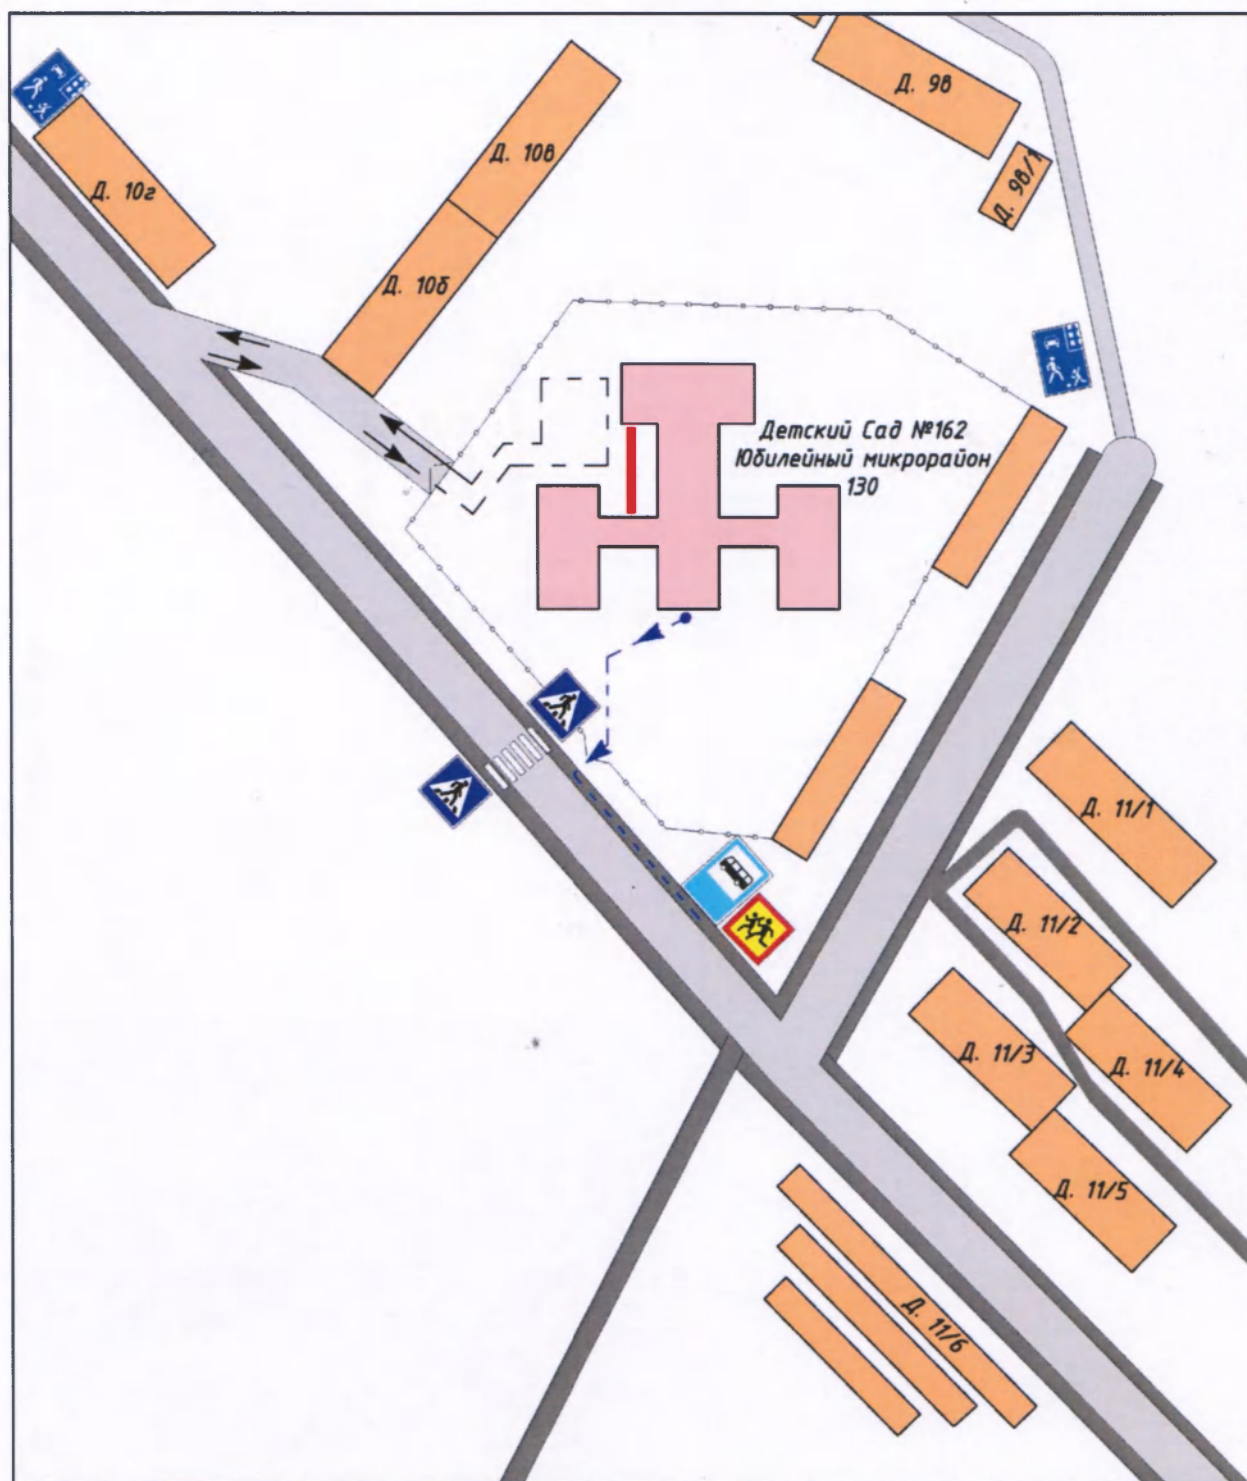 Д. 9в
Д. 10в
Д. 9в/1
Д. 10г
Д. 10б
Детский Сад №162
Юбилейный микрорайон
130
Д. 11/1
Д. 11/2
Д. 11/3
Д. 11/4
Д. 11/5
Д. 11/6